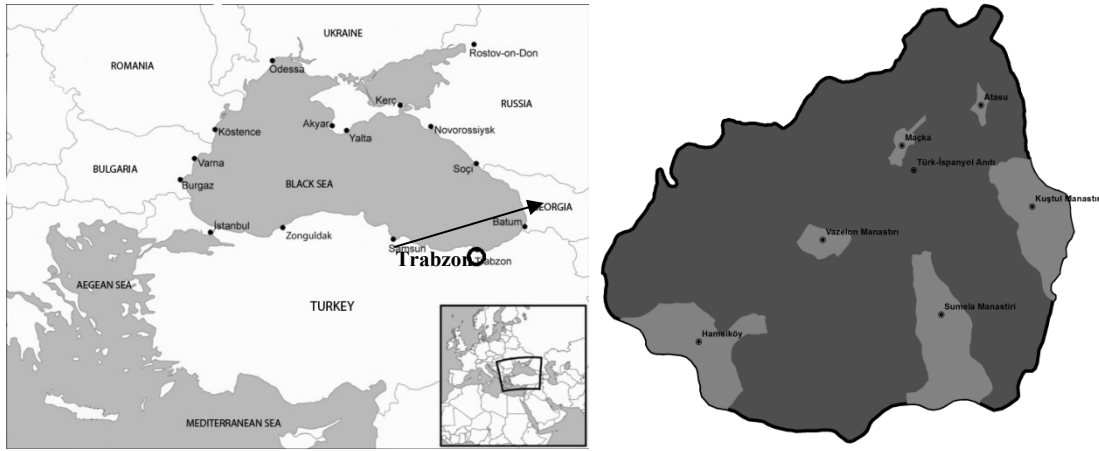 UKRAINE
Rostov-on-Don
ROMANIA
Odessa
RUSSIA
Kerç
Akyar
Yalta
Novorossiysk
Köstence
Varna
BULGARIA
Burgaz
BLACK SEA
Soçi
GEORGIA
Batum
İstanbul
Zonguldak
Samsun
Trabzon
Trabzon
AEGEAN SEA
TURKEY
MEDITERRANEAN SEA
Atasu
Maçka
Türk-İspanyol Anıtı
Kuştul Manastır
Vazelon Manastırı
Sumela Manastiri
Hamsiköy